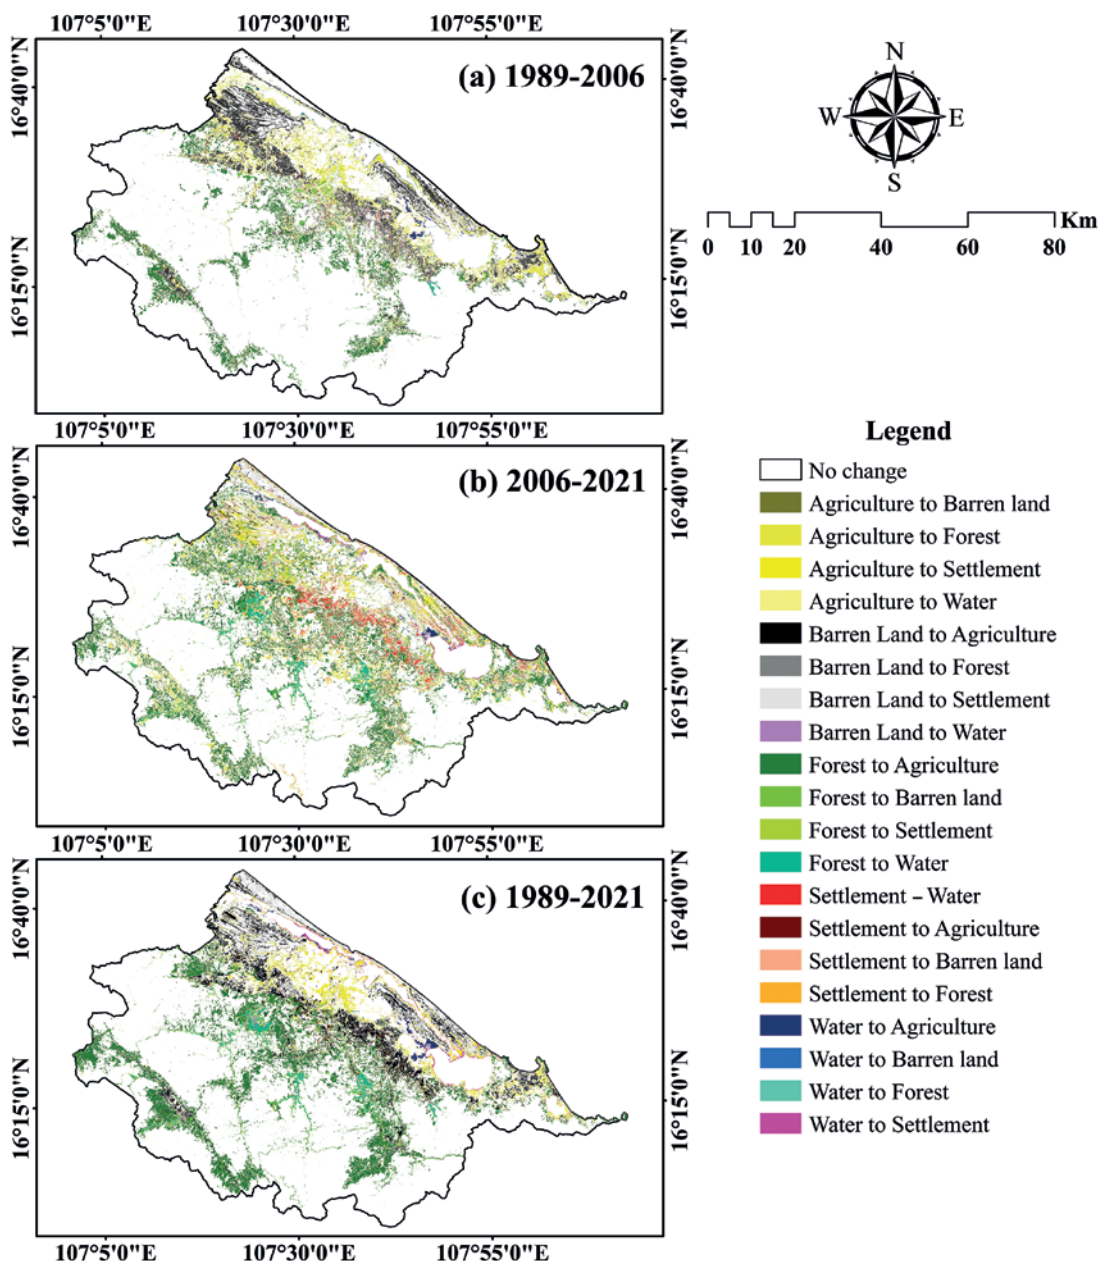 107°5'0"E 107°30'0"E 107°55'0"E
(a) 1989-2006
16°40'0"N
16°15'0"N
16°40'0"N
16°15'0"N
107°5'0"E 107°30'0"E 107°55'0"E
(b) 2006-2021
16°40'0"N
16°15'0"N
16°40'0"N
16°15'0"N
107°5'0"E 107°30'0"E 107°55'0"E
(c) 1989-2021
16°40'0"N
16°15'0"N
16°40'0"N
16°15'0"N
107°5'0"E 107°30'0"E 107°55'0"E
N
W E
S
Km
0 10 20 40 60 80
Legend
No change
Agriculture to Barren land
Agriculture to Forest
Agriculture to Settlement
Agriculture to Water
Barren Land to Agriculture
Barren Land to Forest
Barren Land to Settlement
Barren Land to Water
Forest to Agriculture
Forest to Barren land
Forest to Settlement
Forest to Water
Settlement – Water
Settlement to Agriculture
Settlement to Barren land
Settlement to Forest
Water to Agriculture
Water to Barren land
Water to Forest
Water to Settlement